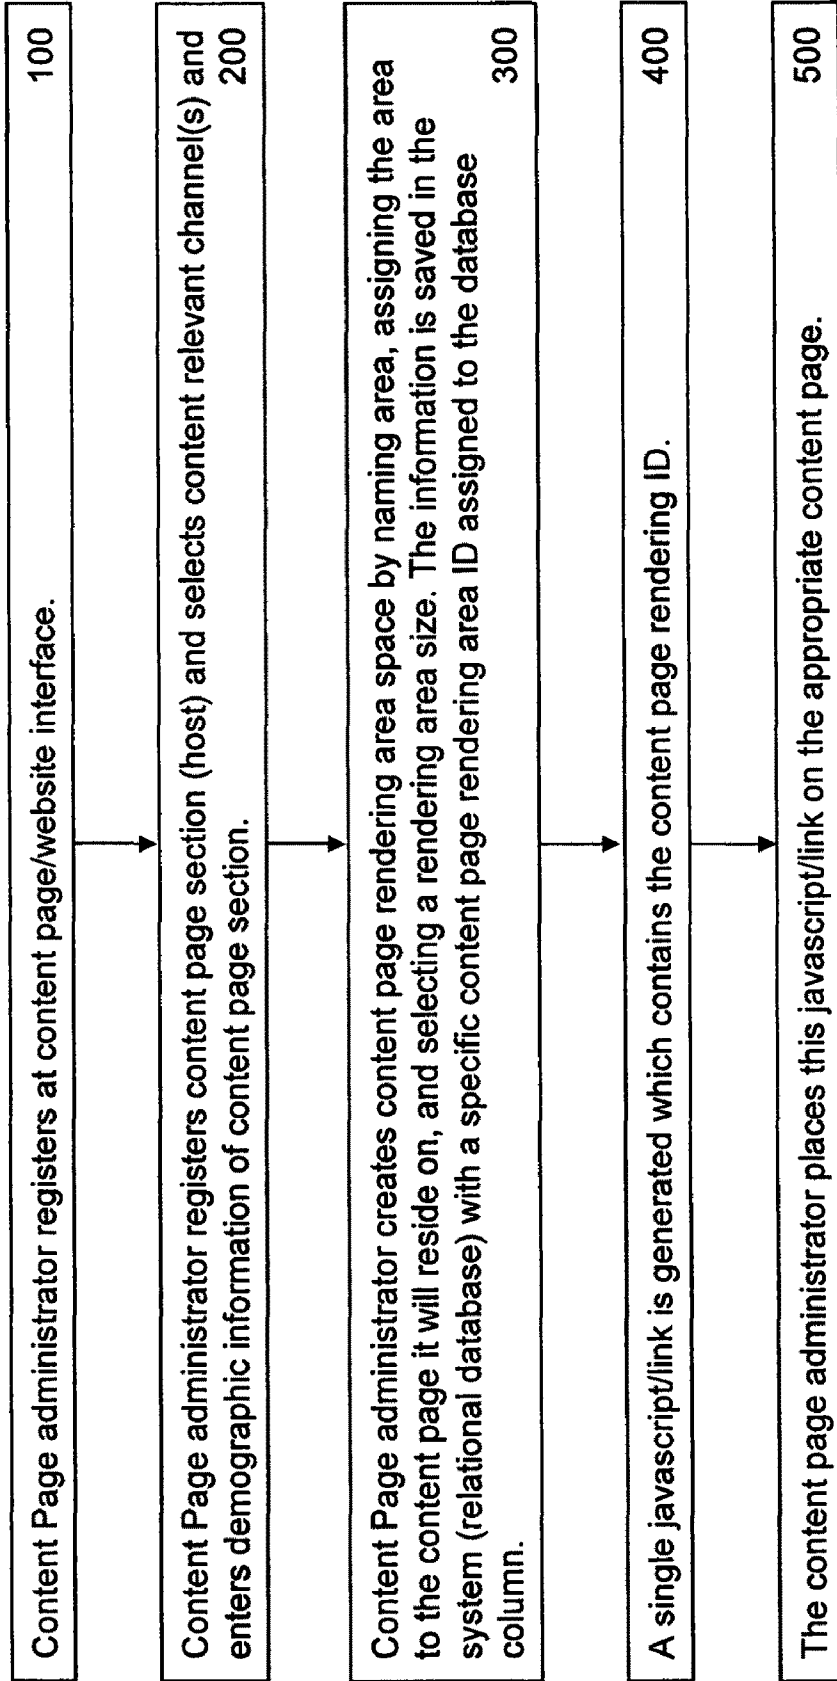 Content Page administrator registers at content page/website interface. 100
Content Page administrator registers content page section (host) and selects content relevant channel(s) and
enters demographic information of content page section. 200
Content Page administrator creates content page rendering area space by naming area, assigning the area
to the content page it will reside on, and selecting a rendering area size. The information is saved in the
system (relational database) with a specific content page rendering area ID assigned to the database
column. 300
A single javascript/link is generated which contains the content page rendering ID. 400
The content page administrator places this javascript/link on the appropriate content page. 500